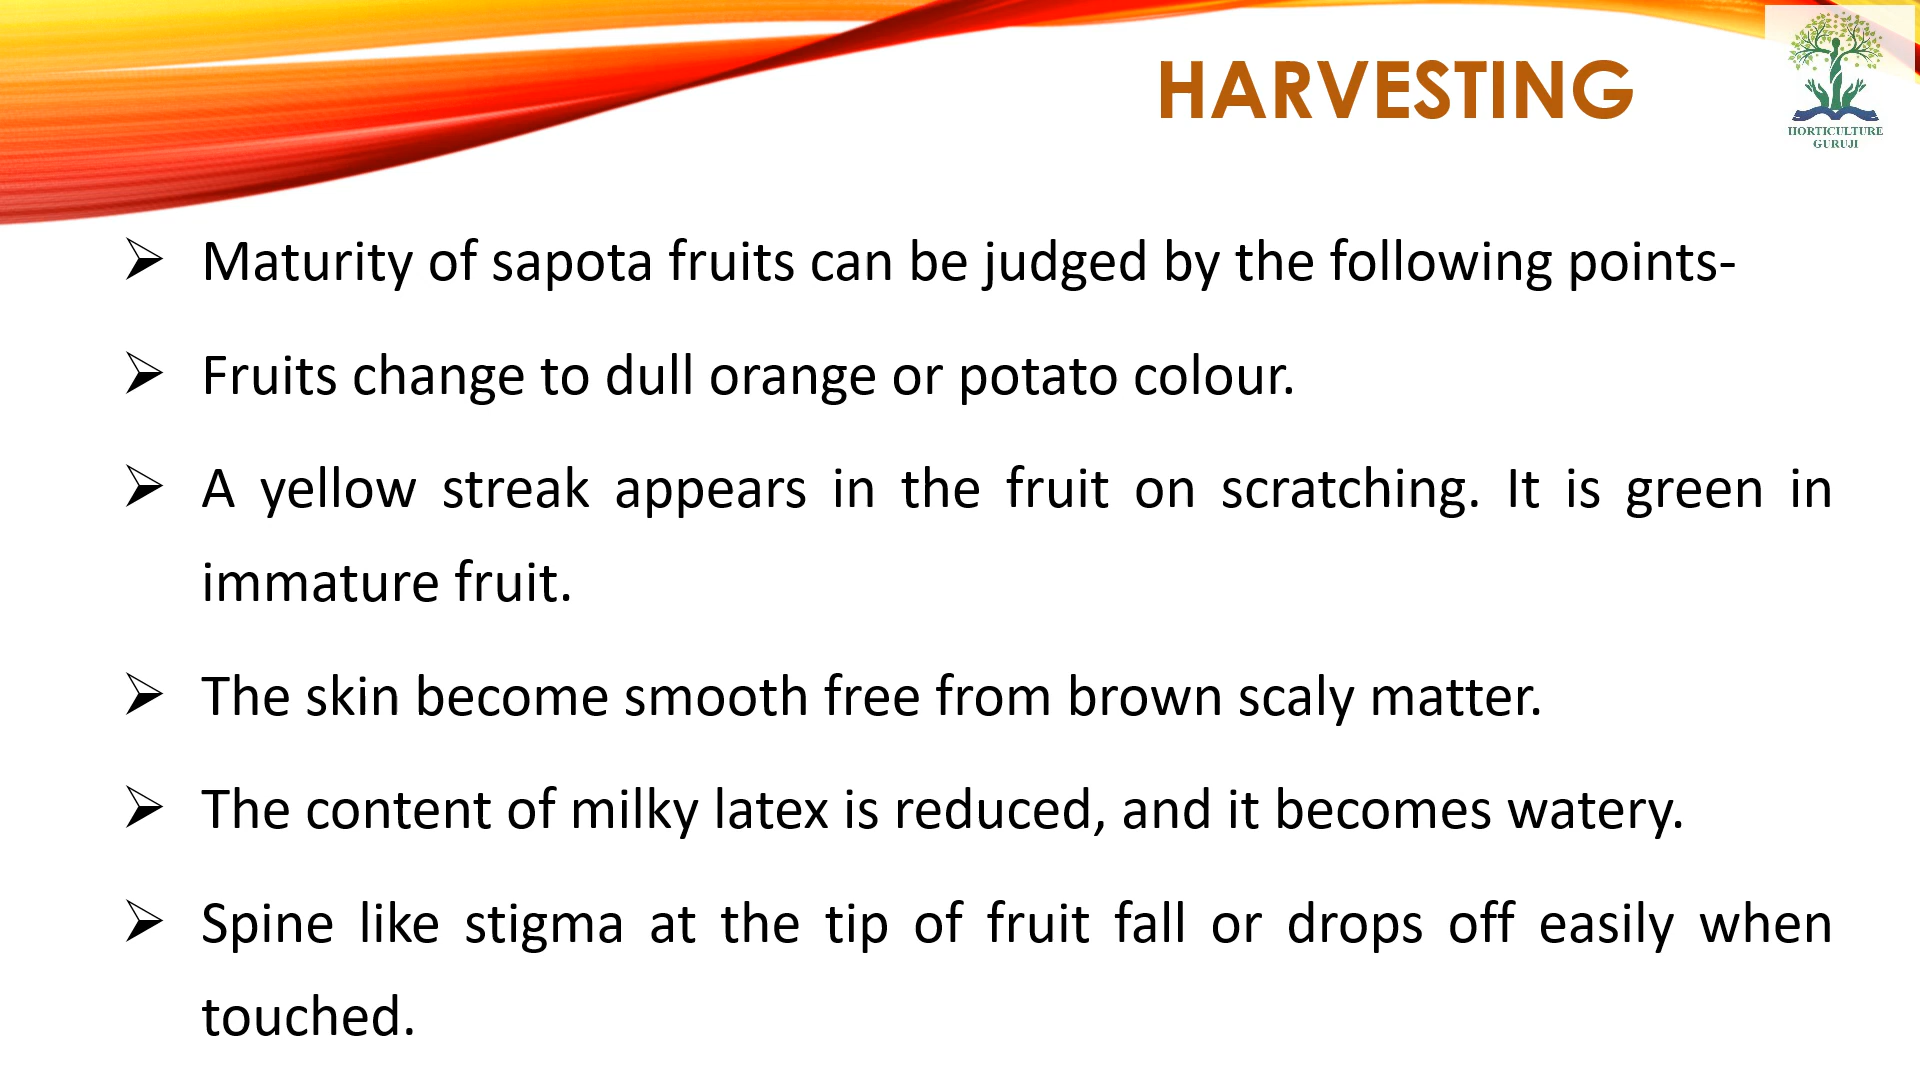 HARVESTING
HORTICULTURE
GURUJI
➢ Maturity of sapota fruits can be judged by the following points-
➢ Fruits change to dull orange or potato colour.
➢ A yellow streak appears in the fruit on scratching. It is green in
immature fruit.
➢ The skin become smooth free from brown scaly matter.
➢ The content of milky latex is reduced, and it becomes watery.
➢ Spine like stigma at the tip of fruit fall or drops off easily when
touched.